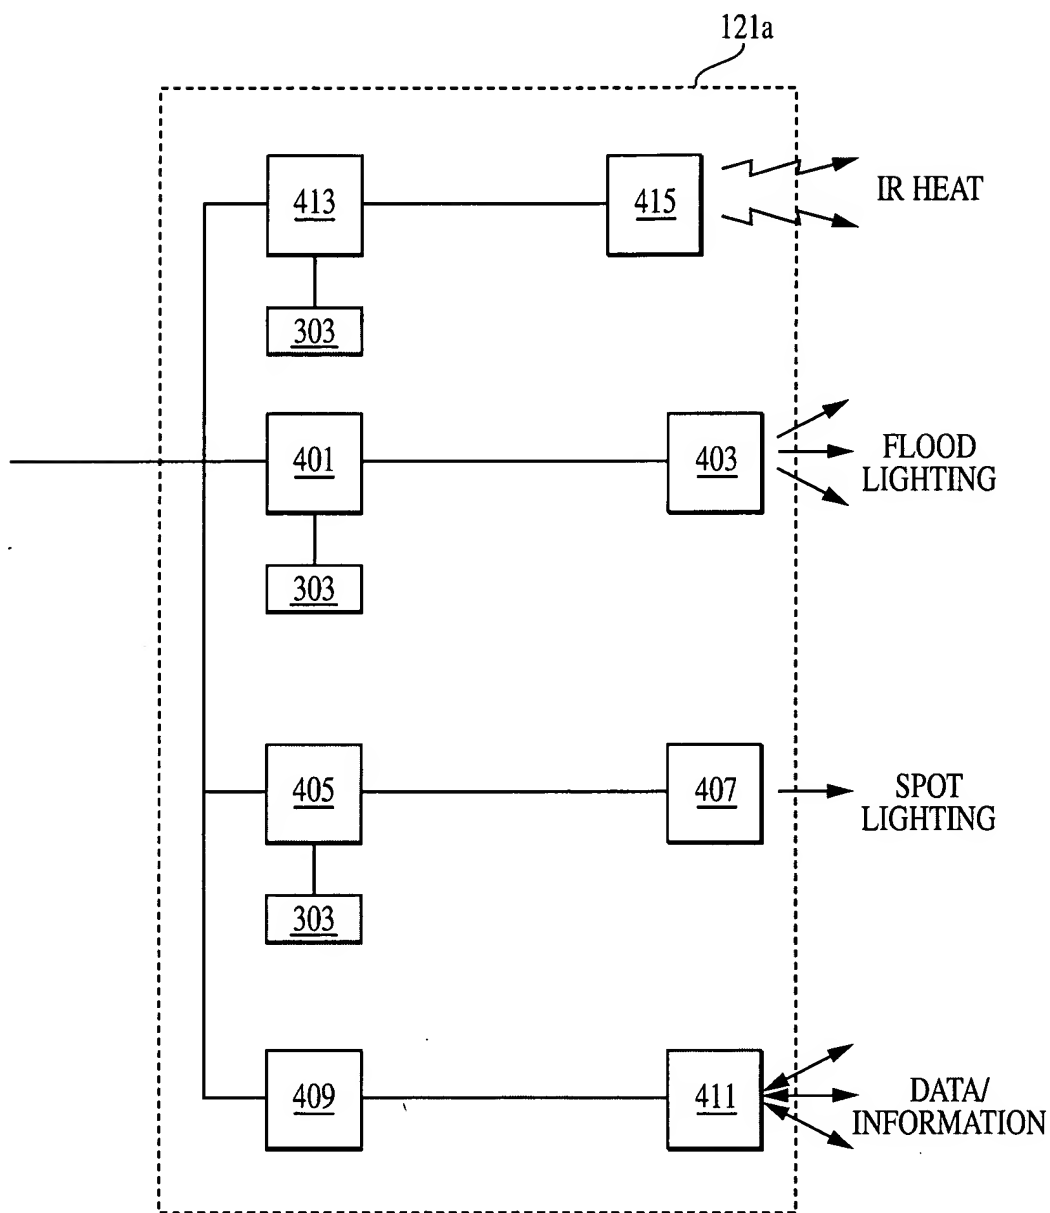 121a
413
415
IR HEAT
303
401
403
FLOOD
LIGHTING
303
405
407
SPOT
LIGHTING
303
409
411
DATA/
INFORMATION